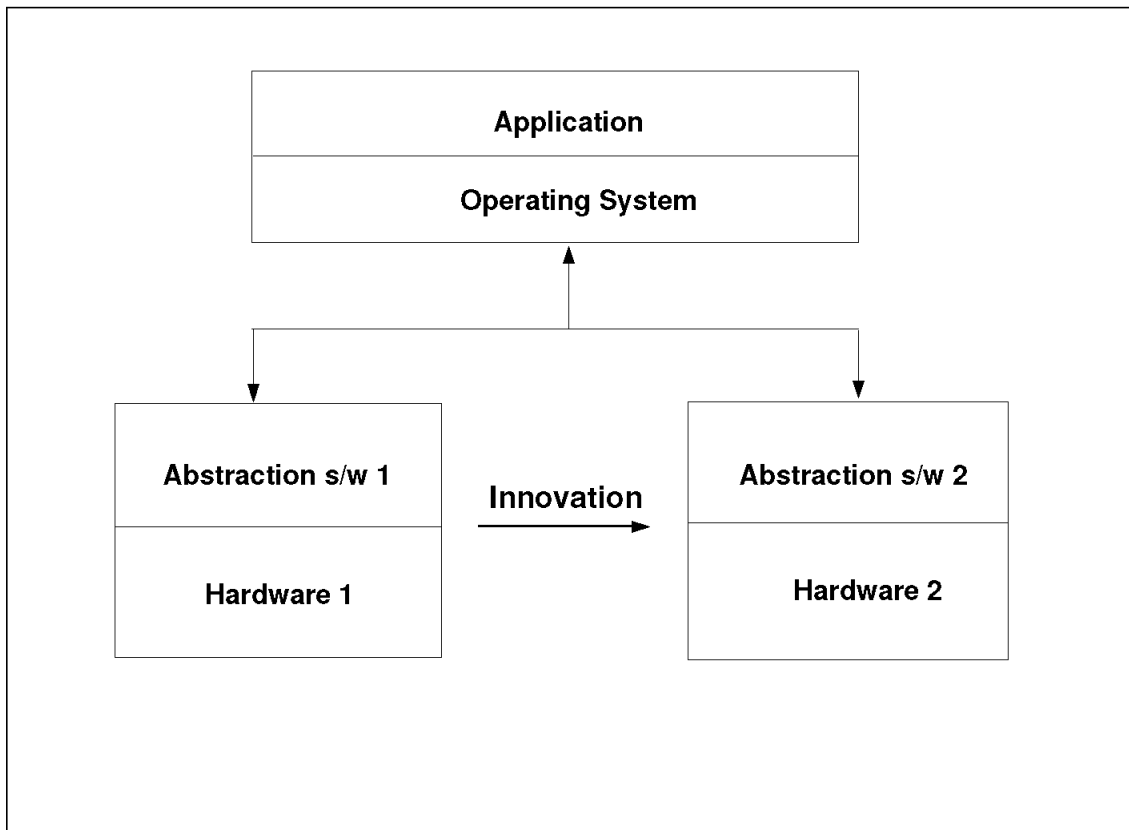 Application
Operating System
Abstraction s/w 1
Innovation
Abstraction s/w 2
Hardware 1
Hardware 2